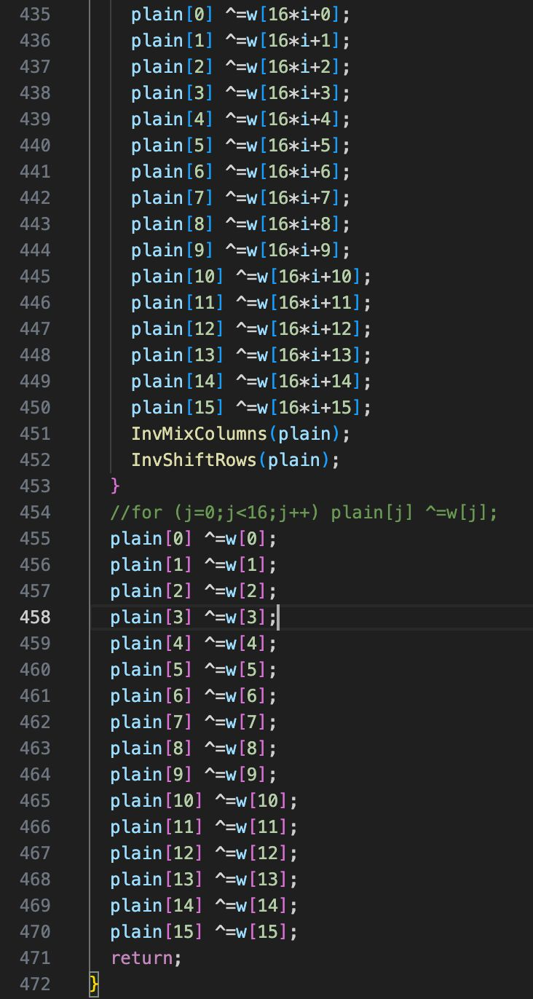 435 plain[0] ^=w[16*i+0];
436 plain[1] ^=w[16*i+1];
437 plain[2] ^=w[16*i+2];
438 plain[3] ^=w[16*i+3];
439 plain[4] ^=w[16*i+4];
440 plain[5] ^=w[16*i+5];
441 plain[6] ^=w[16*i+6];
442 plain[7] ^=w[16*i+7];
443 plain[8] ^=w[16*i+8];
444 plain[9] ^=w[16*i+9];
445 plain[10] ^=w[16*i+10];
446 plain[11] ^=w[16*i+11];
447 plain[12] ^=w[16*i+12];
448 plain[13] ^=w[16*i+13];
449 plain[14] ^=w[16*i+14];
450 plain[15] ^=w[16*i+15];
451 InvMixColumns(plain);
452 InvShiftRows(plain);
453 }
454 //for (j=0;j<16;j++) plain[j] ^=w[j];
455 plain[0] ^=w[0];
456 plain[1] ^=w[1];
457 plain[2] ^=w[2];
458 plain[3] ^=w[3];
459 plain[4] ^=w[4];
460 plain[5] ^=w[5];
461 plain[6] ^=w[6];
462 plain[7] ^=w[7];
463 plain[8] ^=w[8];
464 plain[9] ^=w[9];
465 plain[10] ^=w[10];
466 plain[11] ^=w[11];
467 plain[12] ^=w[12];
468 plain[13] ^=w[13];
469 plain[14] ^=w[14];
470 plain[15] ^=w[15];
471 return;
472 }